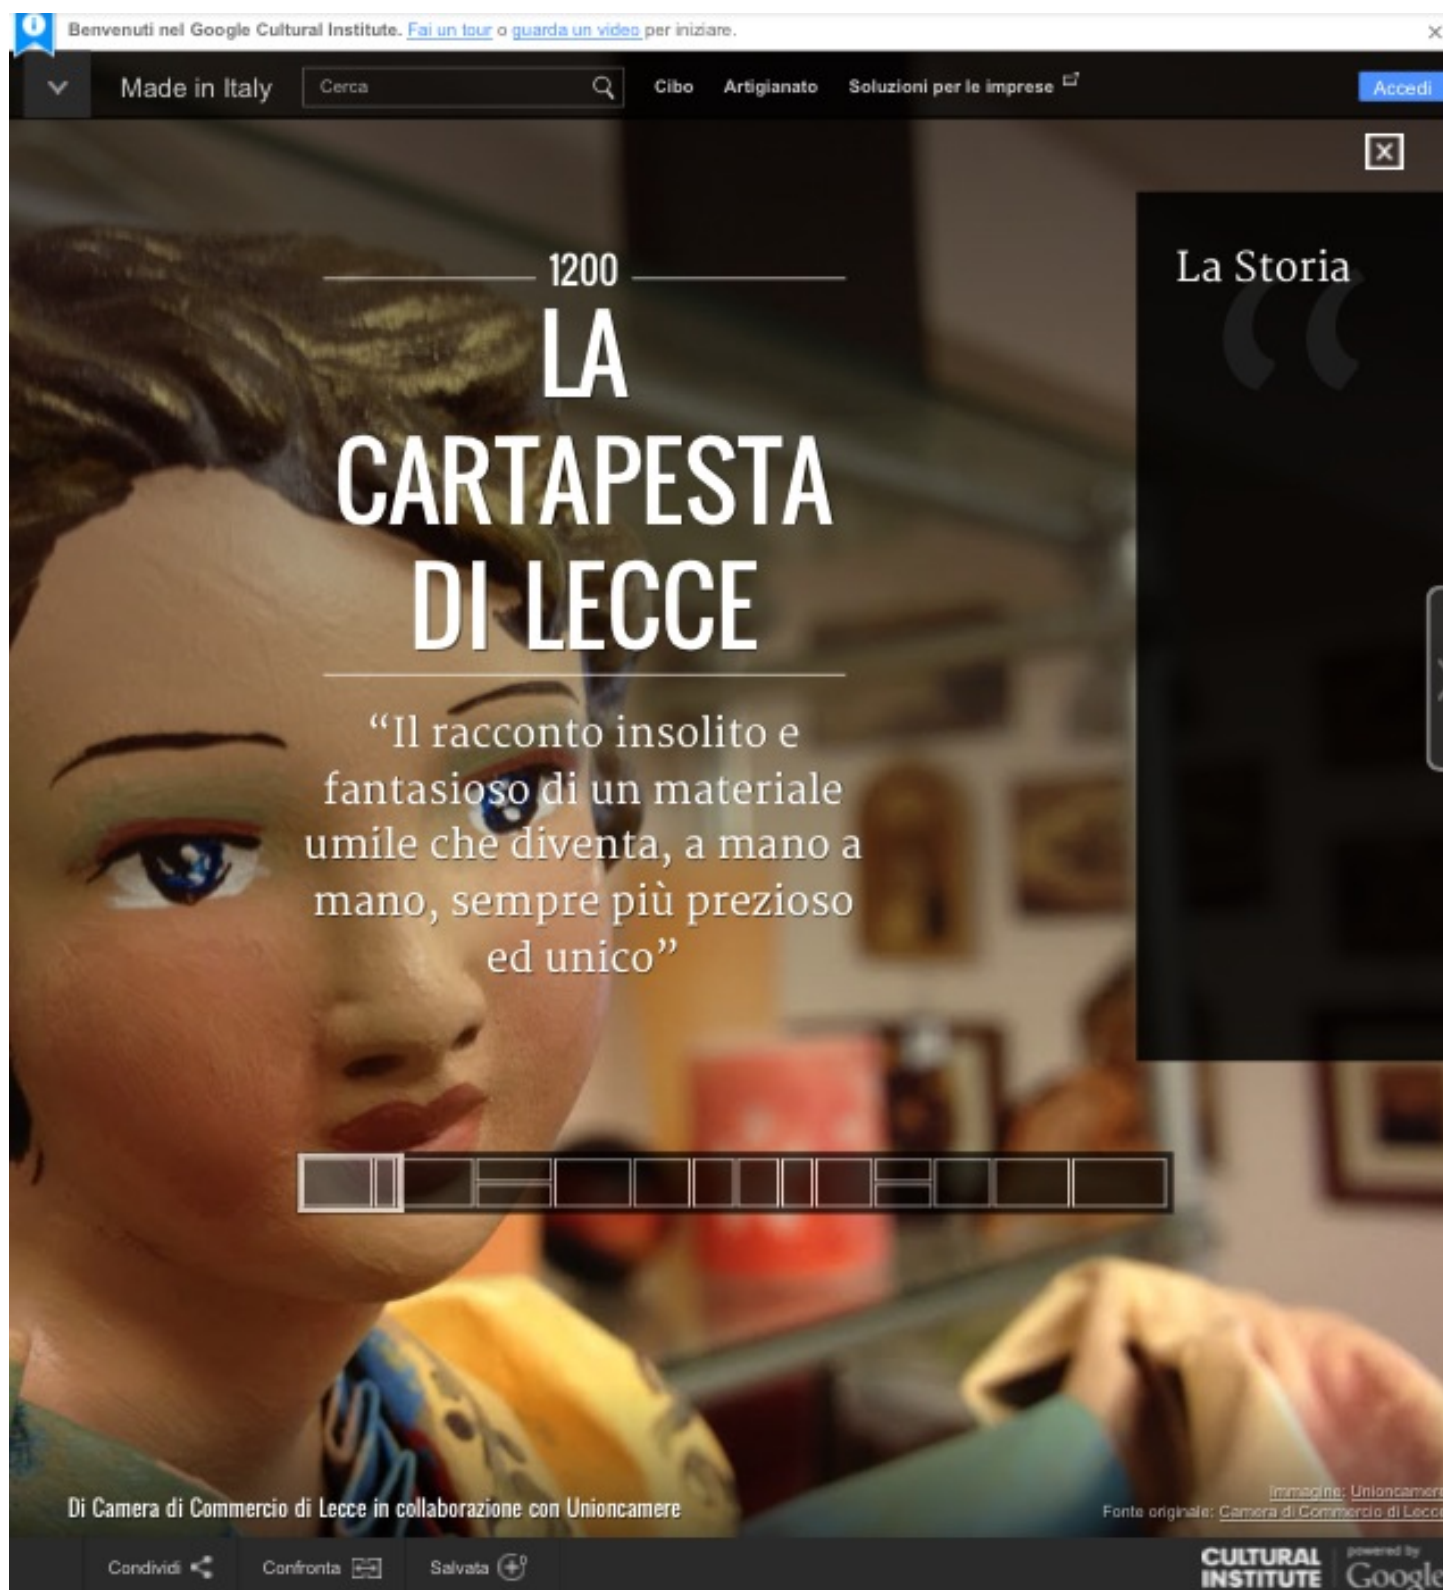 Benvenuti nel Google Cultural Institute. Fai un tour o guarda un video per iniziare.
Made in Italy
Cerca
Cibo
Artigianato
Soluzioni per le imprese
Accedi
1200
LA
CARTAPESTA
DI LECCE
“Il racconto insolito e
fantasioso di un materiale
umile che diventa, a mano a
mano, sempre più prezioso
ed unico”
La Storia
“
Di Camera di Commercio di Lecce in collaborazione con Unioncamere
Immagine: Unioncamere
Fonte originale: Camera di Commercio di Lecce
Condividi
Confronta
Salvata
CULTURAL
INSTITUTE
powered by
Google